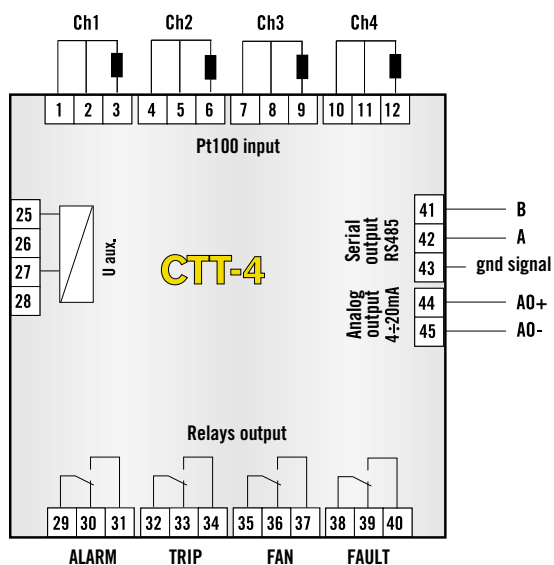 Ch1 Ch2 Ch3 Ch4
1 2 3 4 5 6 7 8 9 10 11 12
Pt100 input
25
26
27
28
U aux.
CTT-4
Serial
output
RS485
41 B
42 A
43 gnd signal
Analog
output
4÷20mA
44 AO+
45 AO-
Relays output
29 30 31 32 33 34 35 36 37 38 39 40
ALARM TRIP FAN FAULT